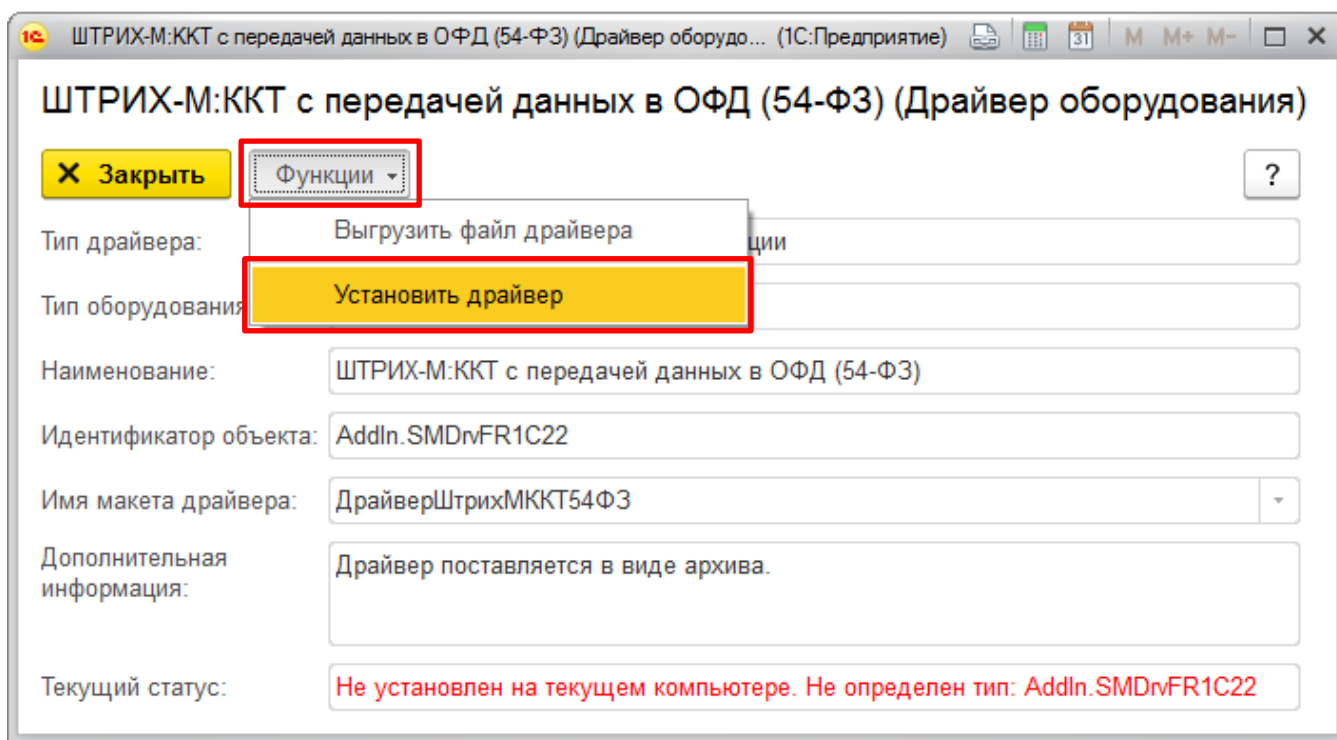 1С ШТРИХ-М:ККТ с передачей данных в ОФД (54-ФЗ) (Драйвер оборудо... (1С:Предприятие) 31 M M+ M-
ШТРИХ-М:ККТ с передачей данных в ОФД (54-ФЗ) (Драйвер оборудования)
Закрыть Функции ?
Выгрузить файл драйвера
Тип драйвера: ции
Установить драйвер
Тип оборудования
Наименование: ШТРИХ-М:ККТ с передачей данных в ОФД (54-ФЗ)
Идентификатор объекта: AddIn.SMDrvFR1C22
Имя макета драйвера: ДрайверШтрихМККТ54ФЗ
Дополнительная информация: Драйвер поставляется в виде архива.
Текущий статус: Не установлен на текущем компьютере. Не определен тип: AddIn.SMDrvFR1C22